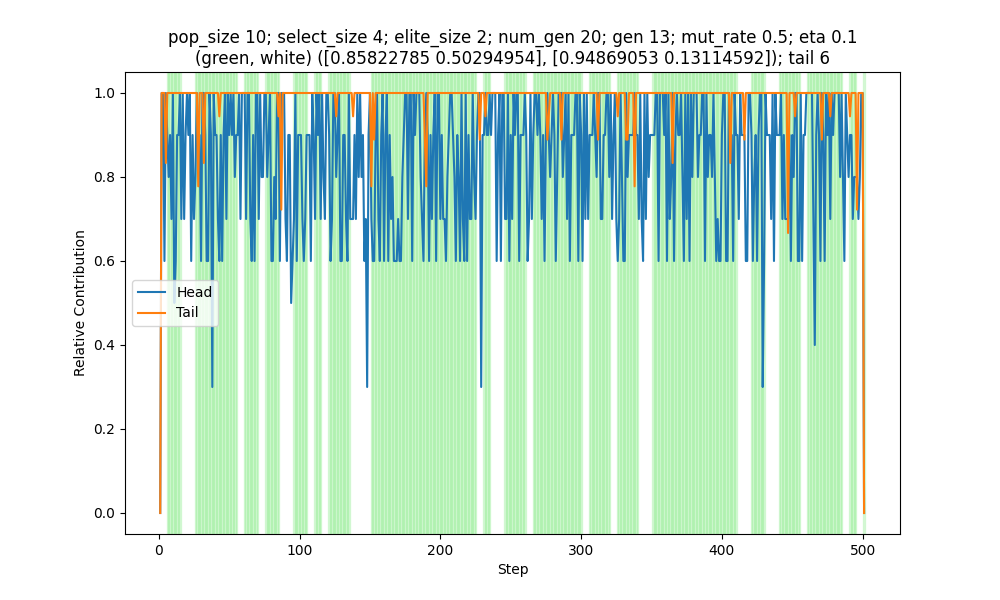 pop_size 10; select_size 4; elite_size 2; num_gen 20; gen 13; mut_rate 0.5; eta 0.1
(green, white) ([0.85822785 0.50294954], [0.94869053 0.13114592]); tail 6
1.0
0.8
0.6
0.4
0.2
0.0
Relative Contribution
Head
Tail
0
100
200
300
400
500
Step